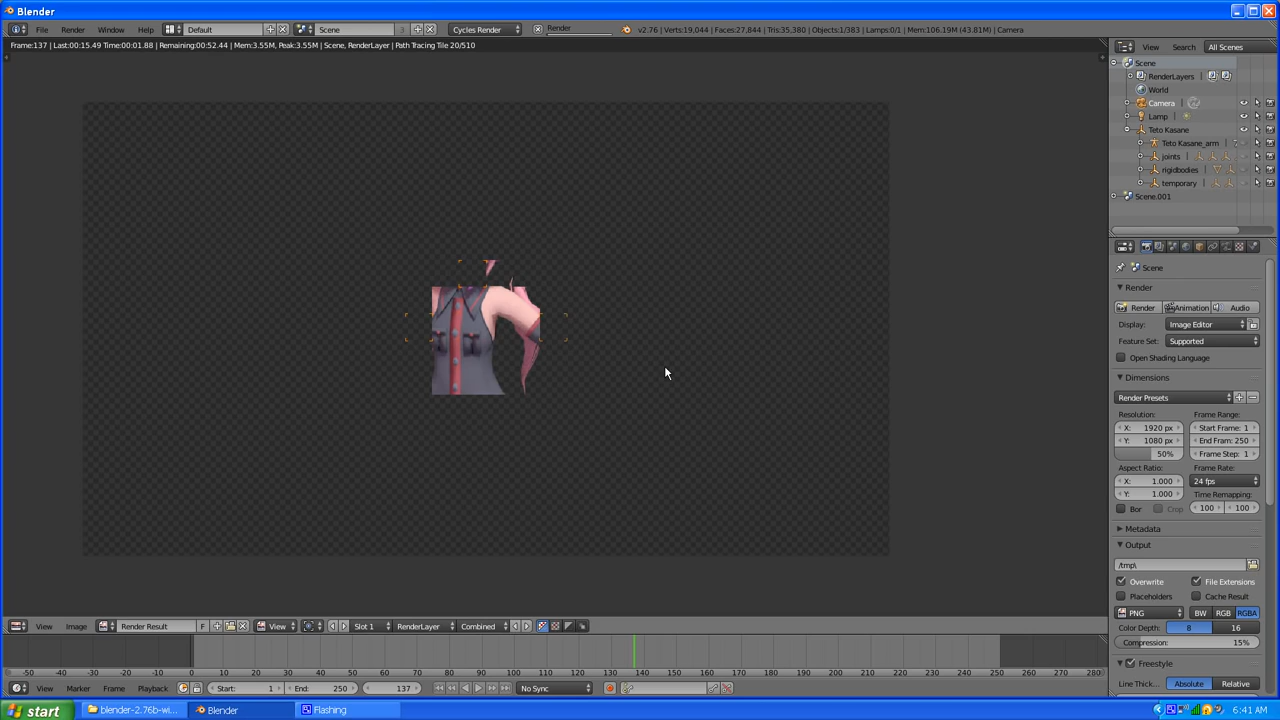 Blender
File Render Window Help Default Scene 3 Cycles Render Render v2.76 | Verts:19,044 | Faces:27,844 | Tris:35,380 | Objects:1/383 | Lamps:0/1 | Mem:106.19M (43.81M) | Camera
Frame:137 | Last:00:15.49 Time:00:01.88 | Remaining:00:52.44 | Mem:3.55M, Peak:3.55M | Scene, RenderLayer | Path Tracing Tile 20/510
View Search All Scenes
Scene
RenderLayers
World
Camera
Lamp
Teto Kasane
Teto Kasane_arm
joints
rigidbodies
temporary
Scene.001
Scene
Render
Render Animation Audio
Display: Image Editor
Feature Set: Supported
Open Shading Language
Dimensions
Render Presets
Resolution: Frame Range:
X: 1920 px Start Frame: 1
Y: 1080 px End Fram: 250
50% Frame Step: 1
Aspect Ratio: Frame Rate:
X: 1.000 24 fps
Y: 1.000 Time Remapping:
Bor Crop 100 100
Metadata
Output
/tmp\
Overwrite File Extensions
Placeholders Cache Result
PNG BW RGB RGBA
Color Depth: 8 16
Compression: 15%
Freestyle
Line Thick... Absolute Relative
View Image Render Result F View Slot 1 RenderLayer Combined
-50 -40 -30 -20 -10 0 10 20 30 40 50 60 70 80 90 100 110 120 130 140 150 160 170 180 190 200 210 220 230 240 250 260 270 280
View Marker Frame Playback Start: 1 End: 250 137 No Sync
start blender-2.76b-wi... Blender Flashing 6:41 AM